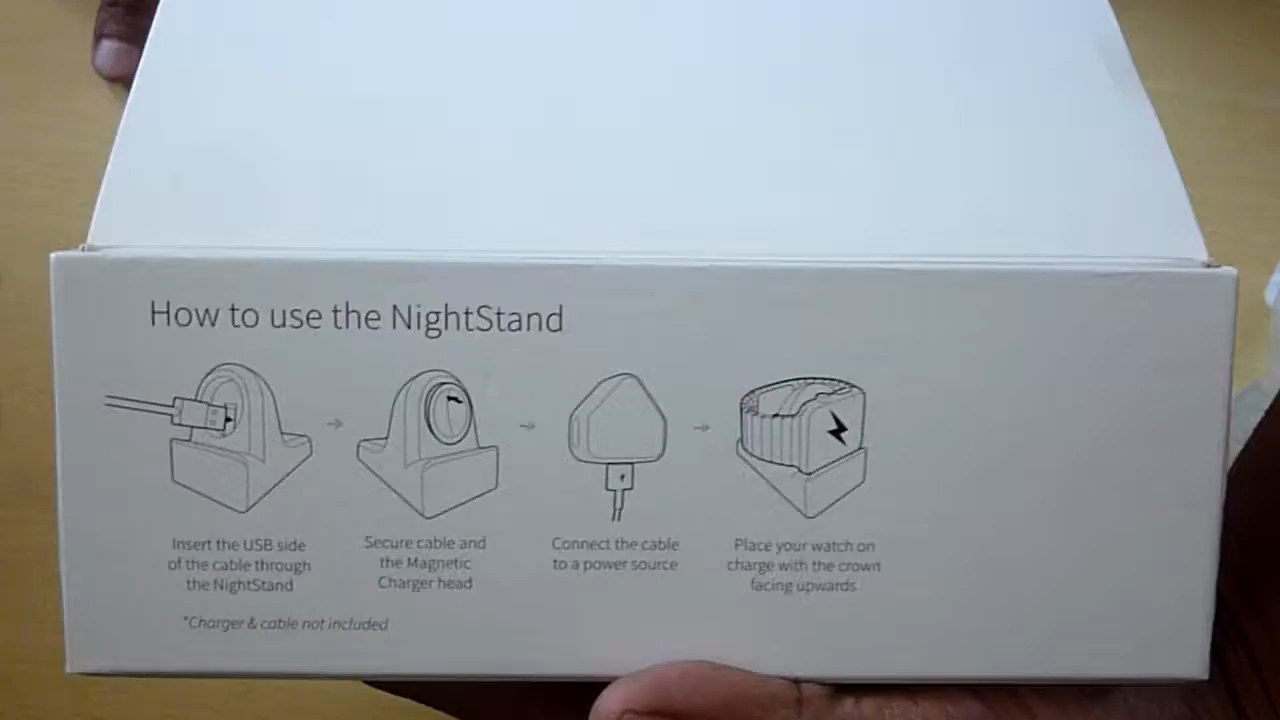 How to use the NightStand
Insert the USB side
of the cable through
the NightStand
Secure cable and
the Magnetic
Charger head
Connect the cable
to a power source
Place your watch on
charge with the crown
facing upwards
*Charger & cable not included